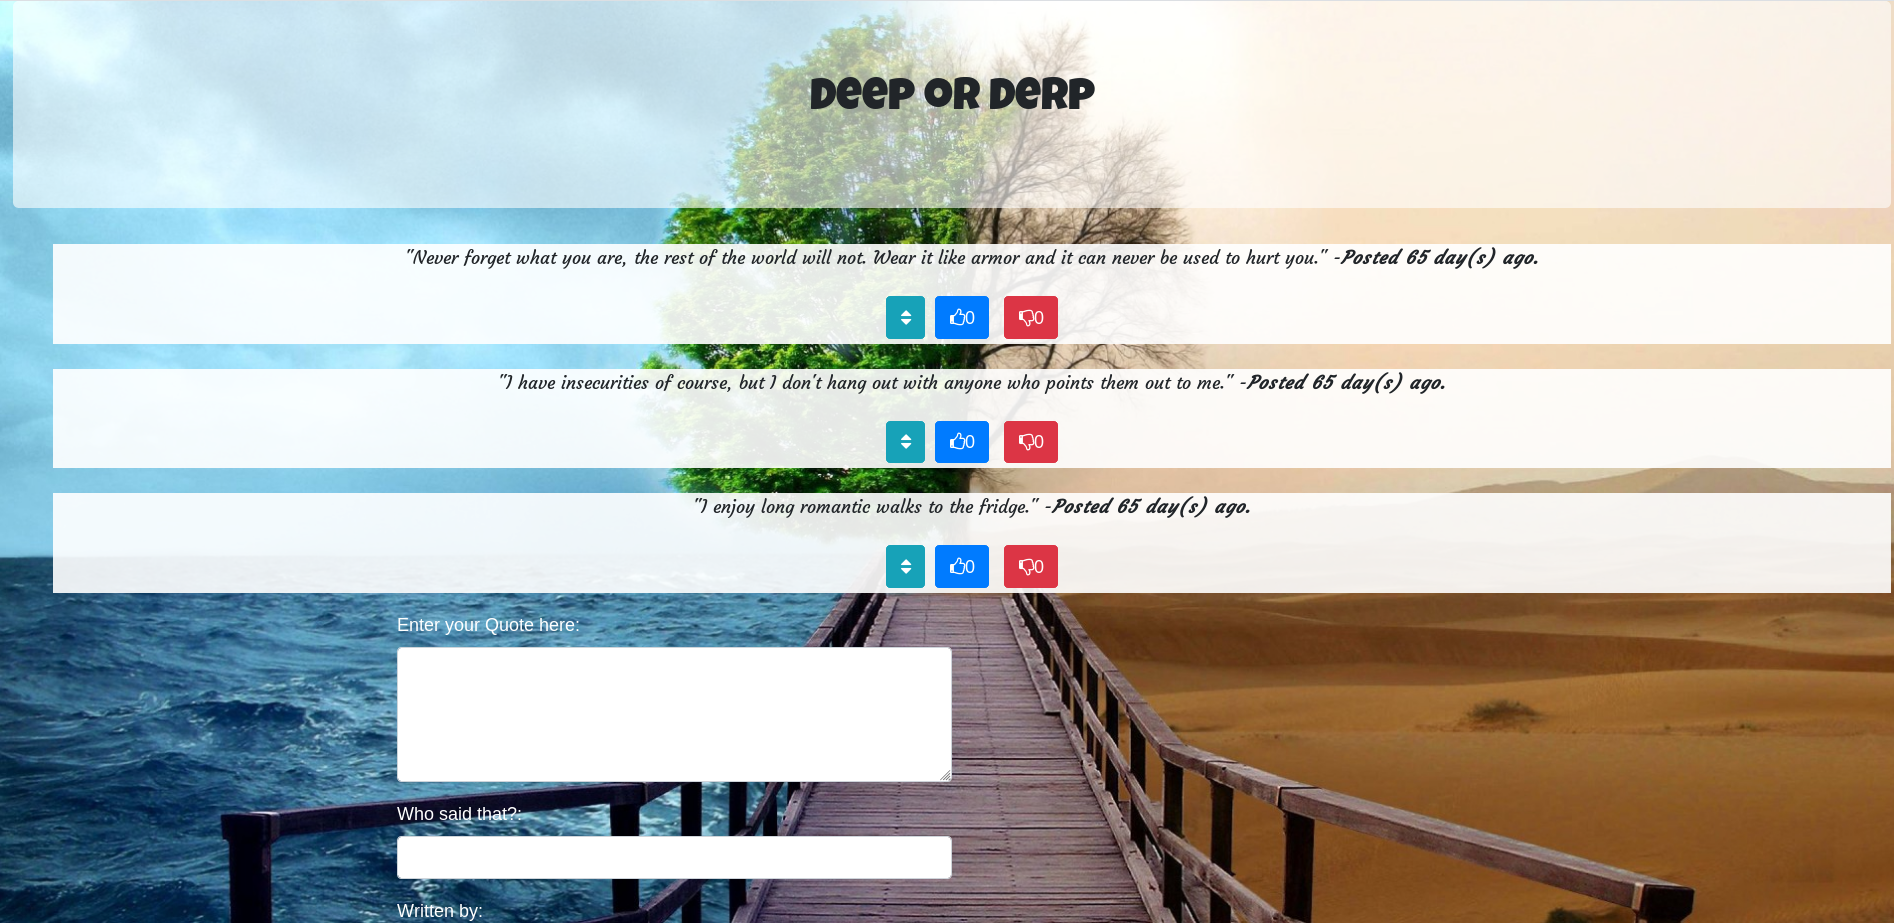 Deep or Derp
"Never forget what you are, the rest of the world will not. Wear it like armor and it can never be used to hurt you." -Posted 65 day(s) ago.
0 0
"I have insecurities of course, but I don't hang out with anyone who points them out to me." -Posted 65 day(s) ago.
0 0
"I enjoy long romantic walks to the fridge." -Posted 65 day(s) ago.
0 0
Enter your Quote here:
Who said that?:
Written by: